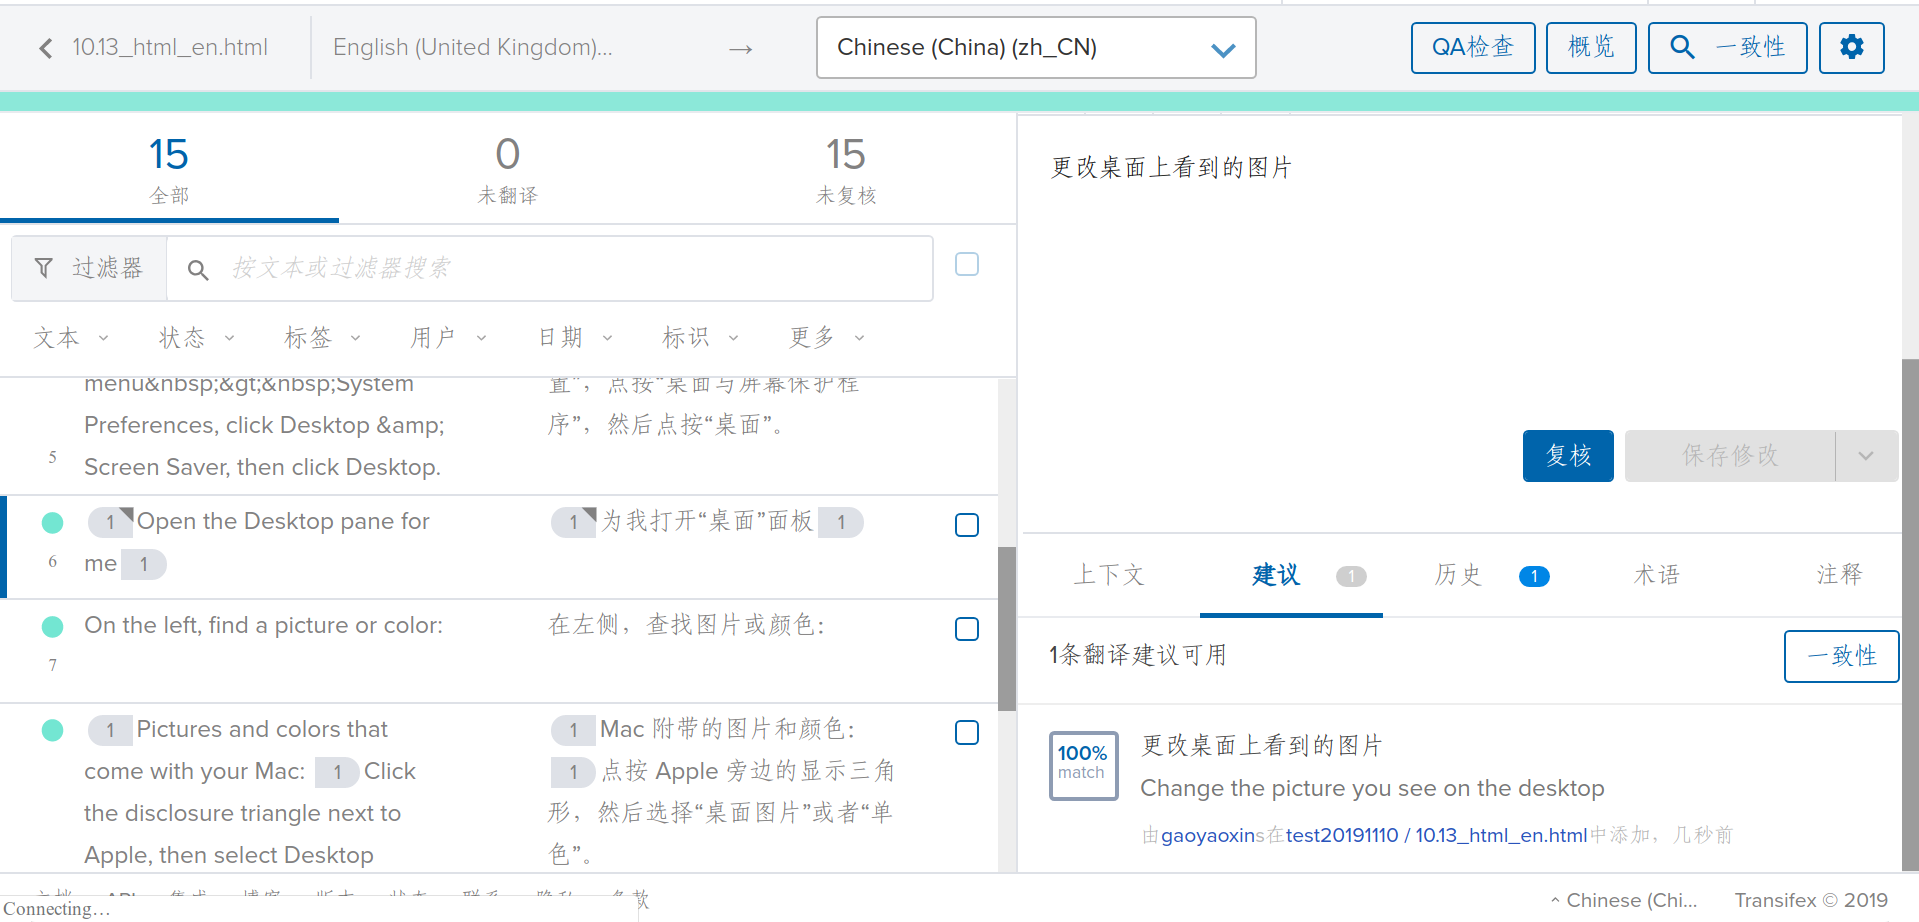 10.13_html_en.html
English (United Kingdom)...
→
Chinese (China) (zh_CN)
QA检查
概览
一致性
15
全部
0
未翻译
15
未复核
过滤器
按文本或过滤器搜索
文本
状态
标签
用户
日期
标识
更多
menu&nbsp;&gt;&nbsp;System
Preferences, click Desktop &amp;
Screen Saver, then click Desktop.
5
置”，点按“桌面与屏幕保护程
序”，然后点按“桌面”。
1 Open the Desktop pane for
me 1
6
1 为我打开“桌面”面板 1
On the left, find a picture or color:
7
在左侧，查找图片或颜色：
1 Pictures and colors that
come with your Mac: 1 Click
the disclosure triangle next to
Apple, then select Desktop
1 Mac 附带的图片和颜色：
1 点按 Apple 旁边的显示三角
形，然后选择“桌面图片”或者“单
色”。
更改桌面上看到的图片
复核
保存修改
上下文
建议 1
历史 1
术语
注释
1条翻译建议可用
一致性
100%
match
更改桌面上看到的图片
Change the picture you see on the desktop
由gaoyaoxins在test20191110 / 10.13_html_en.html中添加，几秒前
Connecting...
^ Chinese (Chi...
Transifex © 2019